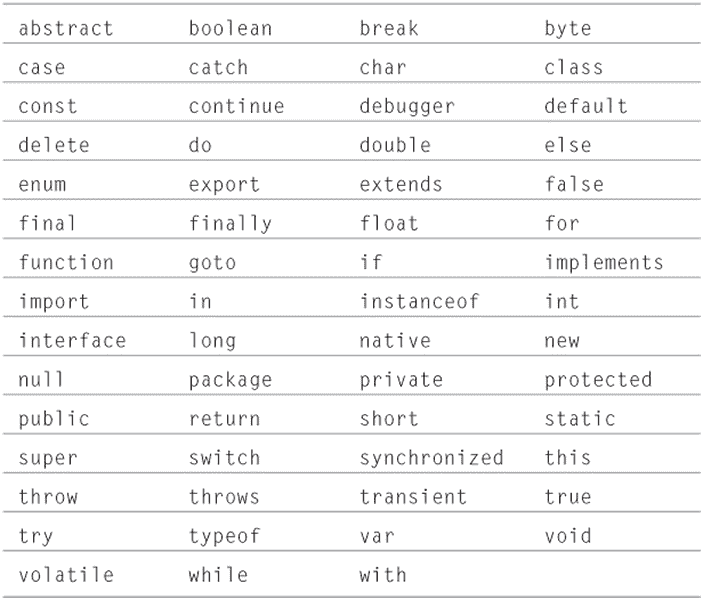 abstract boolean break byte
case catch char class
const continue debugger default
delete do double else
enum export extends false
final finally float for
function goto if implements
import in instanceof int
interface long native new
null package private protected
public return short static
super switch synchronized this
throw throws transient true
try typeof var void
volatile while with